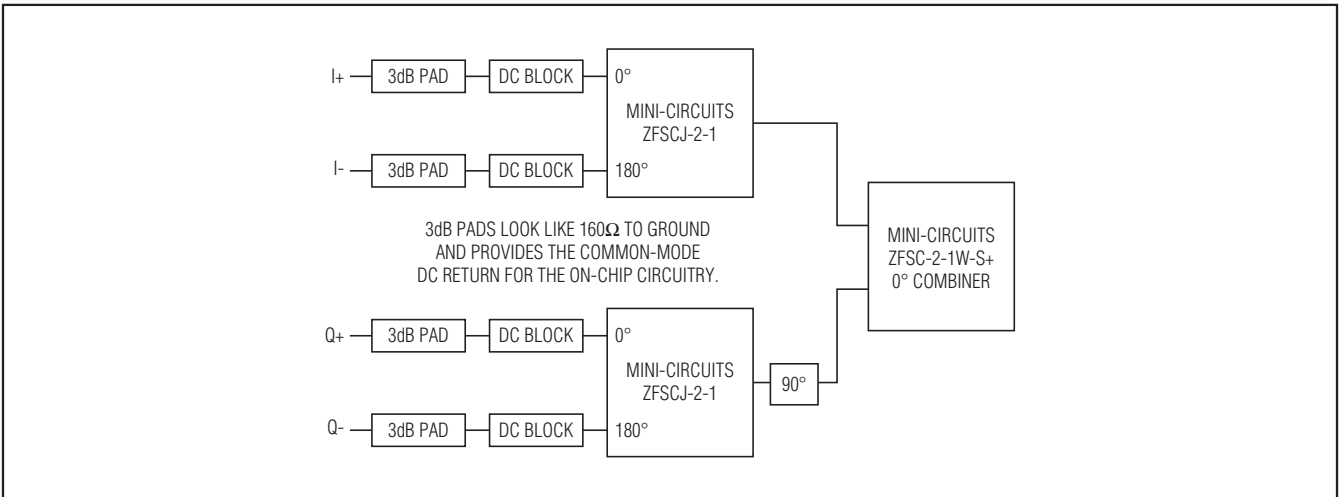 I+
3dB PAD
DC BLOCK
0°
MINI-CIRCUITS
ZFSCJ-2-1
I-
3dB PAD
DC BLOCK
180°
3dB PADS LOOK LIKE 160Ω TO GROUND
AND PROVIDES THE COMMON-MODE
DC RETURN FOR THE ON-CHIP CIRCUITRY.
MINI-CIRCUITS
ZFSC-2-1W-S+
0° COMBINER
Q+
3dB PAD
DC BLOCK
0°
MINI-CIRCUITS
ZFSCJ-2-1
90°
Q-
3dB PAD
DC BLOCK
180°